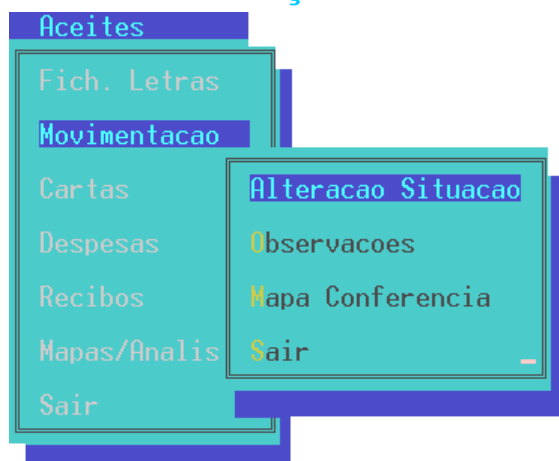 Aceites
Fich. Letras
Movimentacao
Cartas
Despesas
Recibos
Mapas/Analis
Sair
Alteracao Situacao
Observacoes
Mapa Conferencia
Sair